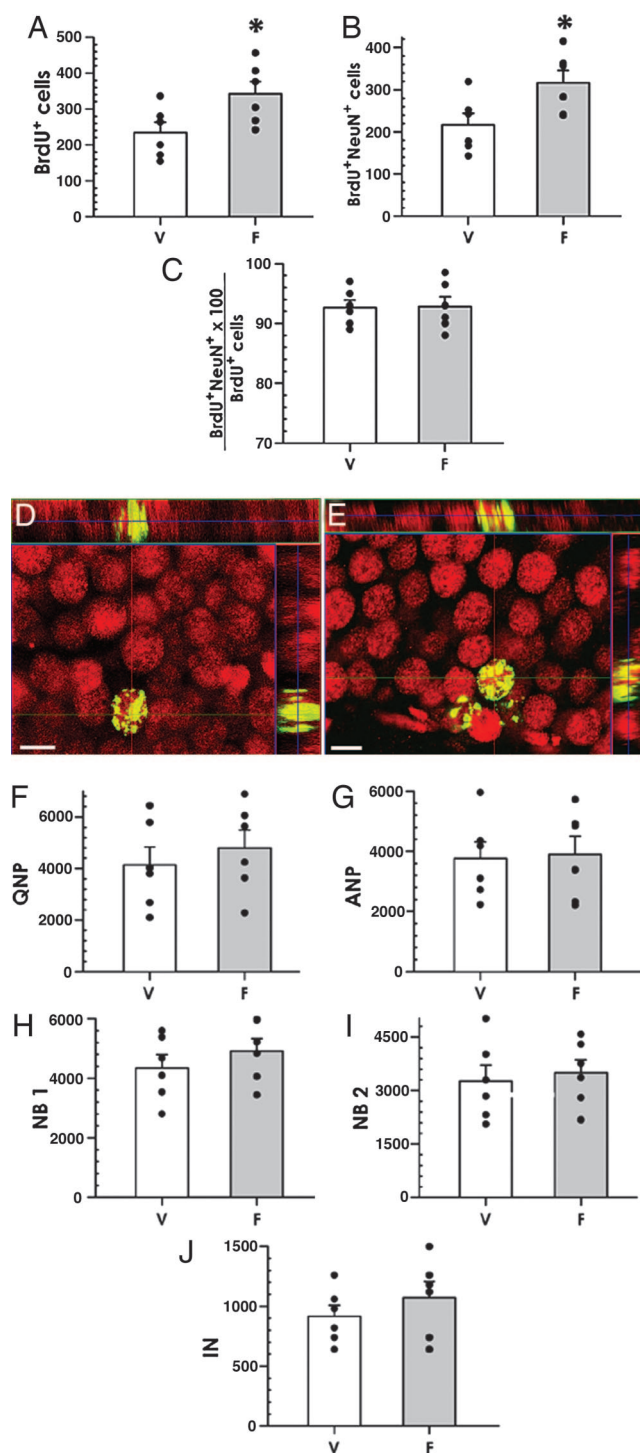 A
*
BrdU⁺ cells
500
400
300
200
100
0
V
F
B
*
BrdU⁺NeuN⁺ cells
400
300
200
100
0
V
F
C
BrdU⁺NeuN⁺ x 100
BrdU⁺ cells
100
90
80
70
V
F
D
E
F
QNP
6000
4000
2000
0
V
F
G
ANP
6000
4000
2000
0
V
F
H
NB 1
6000
4000
2000
0
V
F
I
NB 2
4500
3000
1500
0
V
F
J
IN
1500
1000
500
0
V
F